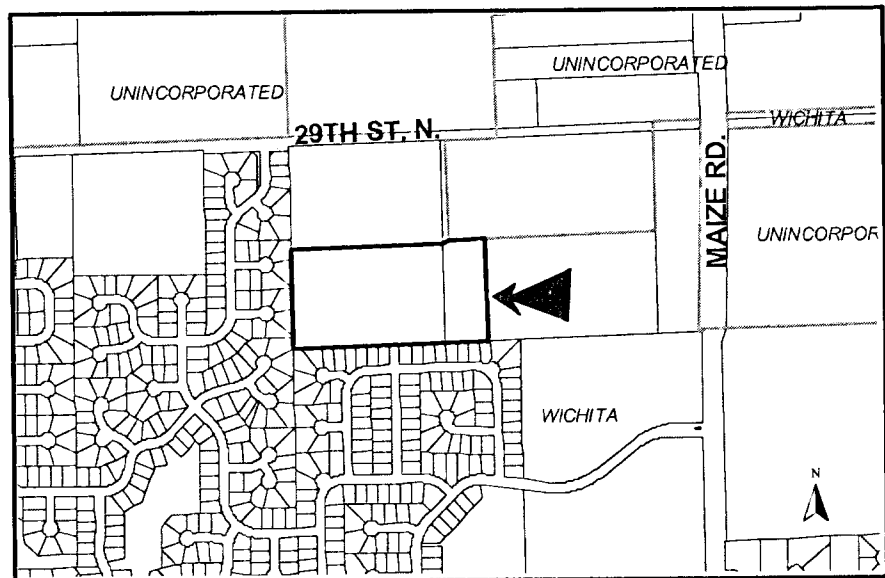 UNINCORPORATED
UNINCORPORATED
29TH ST. N.
WICHITA
MAIZE RD.
UNINCORPOR
WICHITA
N